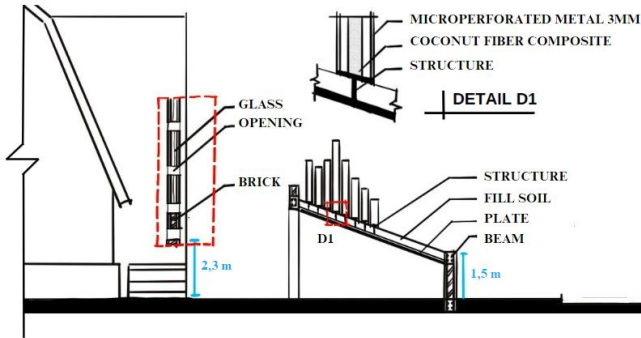 MICROPERFORATED METAL 3MM
COCONUT FIBER COMPOSITE
STRUCTURE
DETAIL D1
GLASS
OPENING
BRICK
2,3 m
D1
STRUCTURE
FILL SOIL
PLATE
BEAM
1,5 m